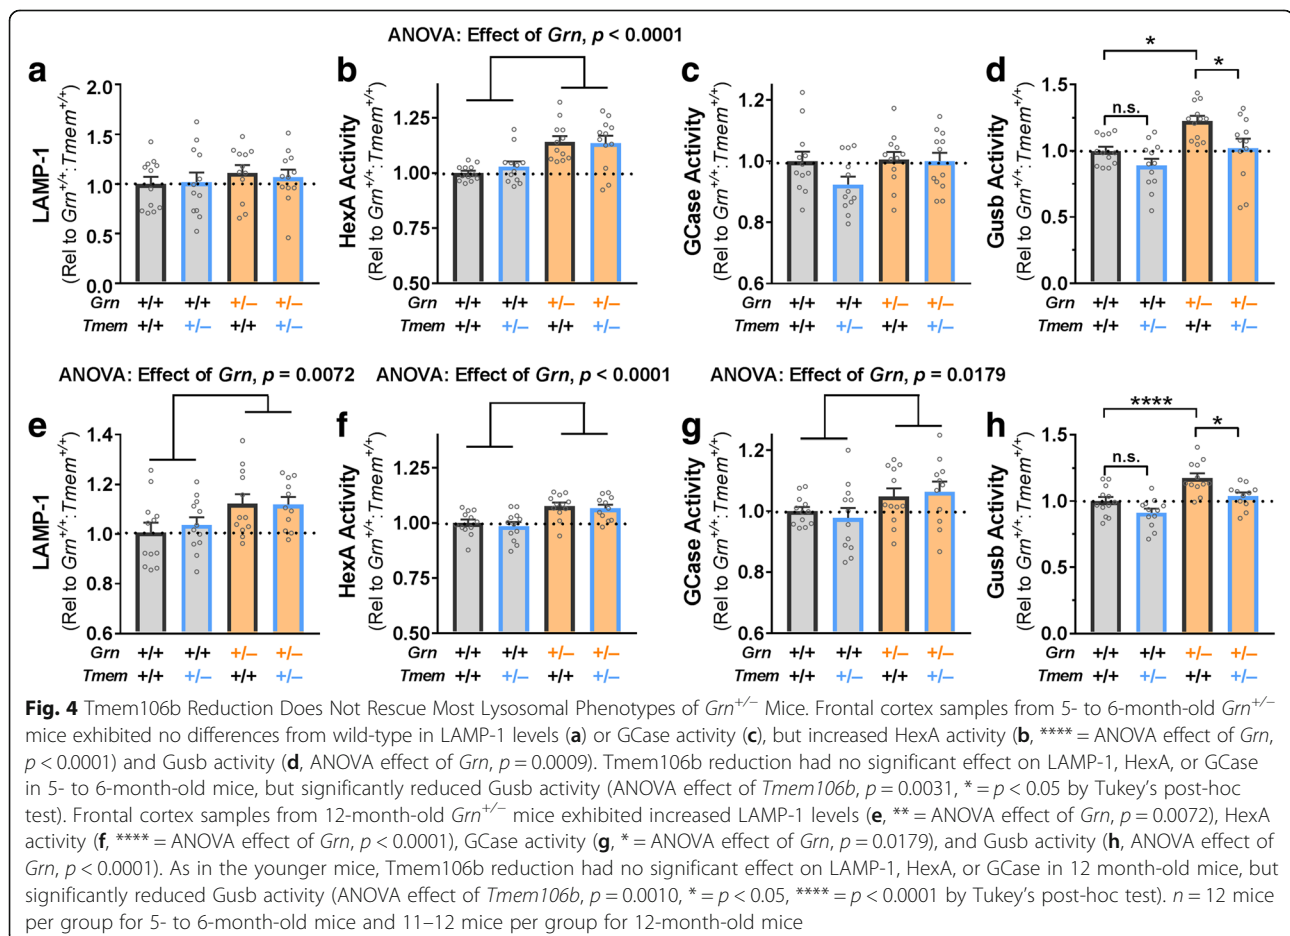 ANOVA: Effect of Grn, p < 0.0001
a
LAMP-1
(Rel to Grn+/+:Tmem+/+)
2.0
1.5
1.0
0.5
0.0
Grn +/+ +/+ +/– +/–
Tmem +/+ +/– +/+ +/–
b
HexA Activity
(Rel to Grn+/+:Tmem+/+)
1.25
1.00
0.75
0.50
+/+ +/+ +/– +/–
+/+ +/– +/+ +/–
c
GCase Activity
(Rel to Grn+/+:Tmem+/+)
1.2
1.0
0.8
0.6
+/+ +/+ +/– +/–
+/+ +/– +/+ +/–
d
Gusb Activity
(Rel to Grn+/+:Tmem+/+)
*
*
n.s.
1.5
1.0
0.5
0.0
Grn +/+ +/+ +/– +/–
Tmem +/+ +/– +/+ +/–
ANOVA: Effect of Grn, p = 0.0072
e
LAMP-1
(Rel to Grn+/+:Tmem+/+)
1.4
1.2
1.0
0.8
0.6
Grn +/+ +/+ +/– +/–
Tmem +/+ +/– +/+ +/–
ANOVA: Effect of Grn, p < 0.0001
f
HexA Activity
(Rel to Grn+/+:Tmem+/+)
1.25
1.00
0.75
0.50
+/+ +/+ +/– +/–
+/+ +/– +/+ +/–
ANOVA: Effect of Grn, p = 0.0179
g
GCase Activity
(Rel to Grn+/+:Tmem+/+)
1.2
1.0
0.8
0.6
Grn +/+ +/+ +/– +/–
Tmem +/+ +/– +/+ +/–
h
Gusb Activity
(Rel to Grn+/+:Tmem+/+)
****
*
n.s.
1.5
1.0
0.5
0.0
Grn +/+ +/+ +/– +/–
Tmem +/+ +/– +/+ +/–
Fig. 4 Tmem106b Reduction Does Not Rescue Most Lysosomal Phenotypes of Grn+/− Mice. Frontal cortex samples from 5- to 6-month-old Grn+/−
mice exhibited no differences from wild-type in LAMP-1 levels (a) or GCase activity (c), but increased HexA activity (b, **** = ANOVA effect of Grn,
p < 0.0001) and Gusb activity (d, ANOVA effect of Grn, p = 0.0009). Tmem106b reduction had no significant effect on LAMP-1, HexA, or GCase
in 5- to 6-month-old mice, but significantly reduced Gusb activity (ANOVA effect of Tmem106b, p = 0.0031, * = p < 0.05 by Tukey's post-hoc
test). Frontal cortex samples from 12-month-old Grn+/− mice exhibited increased LAMP-1 levels (e, ** = ANOVA effect of Grn, p = 0.0072), HexA
activity (f, **** = ANOVA effect of Grn, p < 0.0001), GCase activity (g, * = ANOVA effect of Grn, p = 0.0179), and Gusb activity (h, ANOVA effect of
Grn, p < 0.0001). As in the younger mice, Tmem106b reduction had no significant effect on LAMP-1, HexA, or GCase in 12 month-old mice, but
significantly reduced Gusb activity (ANOVA effect of Tmem106b, p = 0.0010, * = p < 0.05, **** = p < 0.0001 by Tukey's post-hoc test). n = 12 mice
per group for 5- to 6-month-old mice and 11–12 mice per group for 12-month-old mice